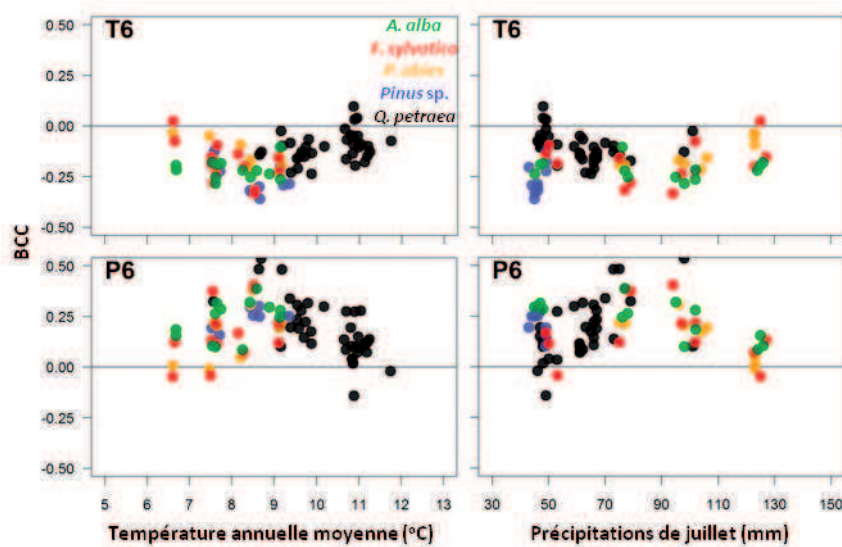 T6
A. alba
F. sylvatica
P. abies
Pinus sp.
Q. petraea
T6
0.50
0.25
0.00
-0.25
-0.50
BCC
P6
P6
0.50
0.25
0.00
-0.25
-0.50
5 6 7 8 9 10 11 12 13
30 50 70 90 110 130 150
Température annuelle moyenne (°C)
Précipitations de juillet (mm)